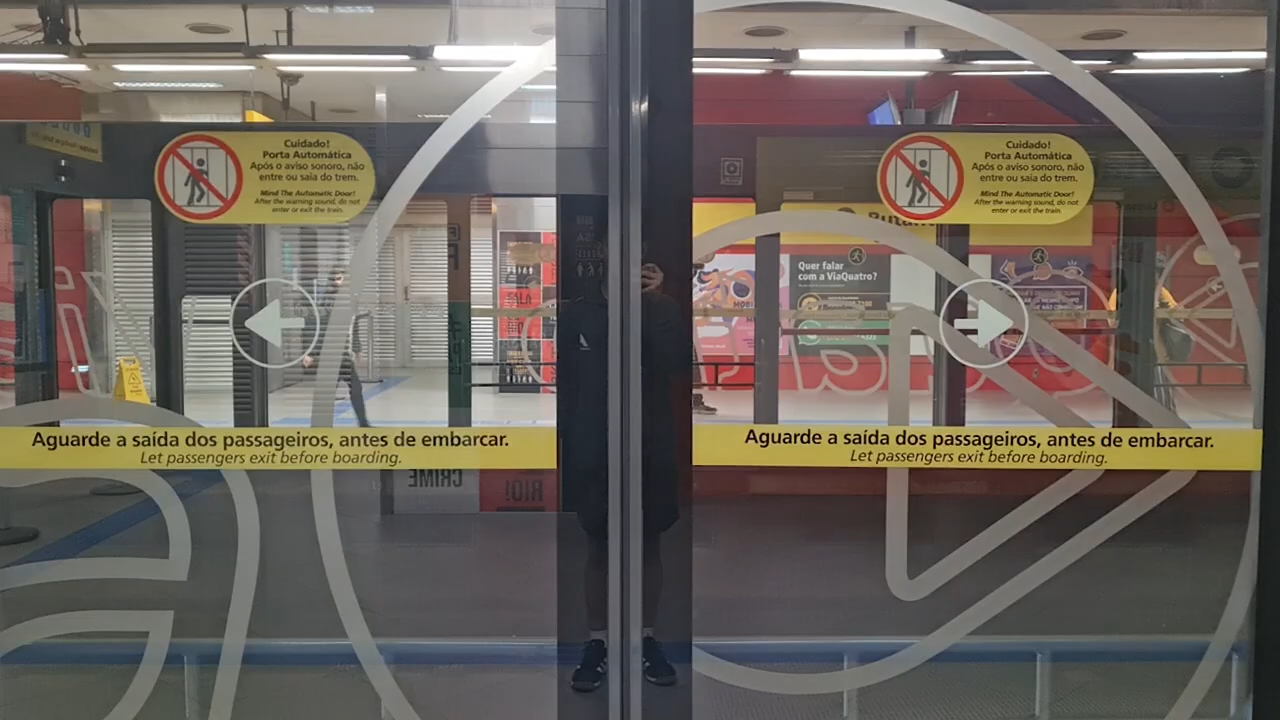 Cuidado!
Porta Automática
Após o aviso sonoro, não
entre ou saia do trem.
Mind The Automatic Door!
After the warning sound, do not
enter or exit the train.
Cuidado!
Porta Automática
Após o aviso sonoro, não
entre ou saia do trem.
Mind The Automatic Door!
After the warning sound, do not
enter or exit the train.
Quer falar
com a ViaQuatro?
Aguarde a saída dos passageiros, antes de embarcar.
Let passengers exit before boarding.
Aguarde a saída dos passageiros, antes de embarcar.
Let passengers exit before boarding.
CRIME
RIO!